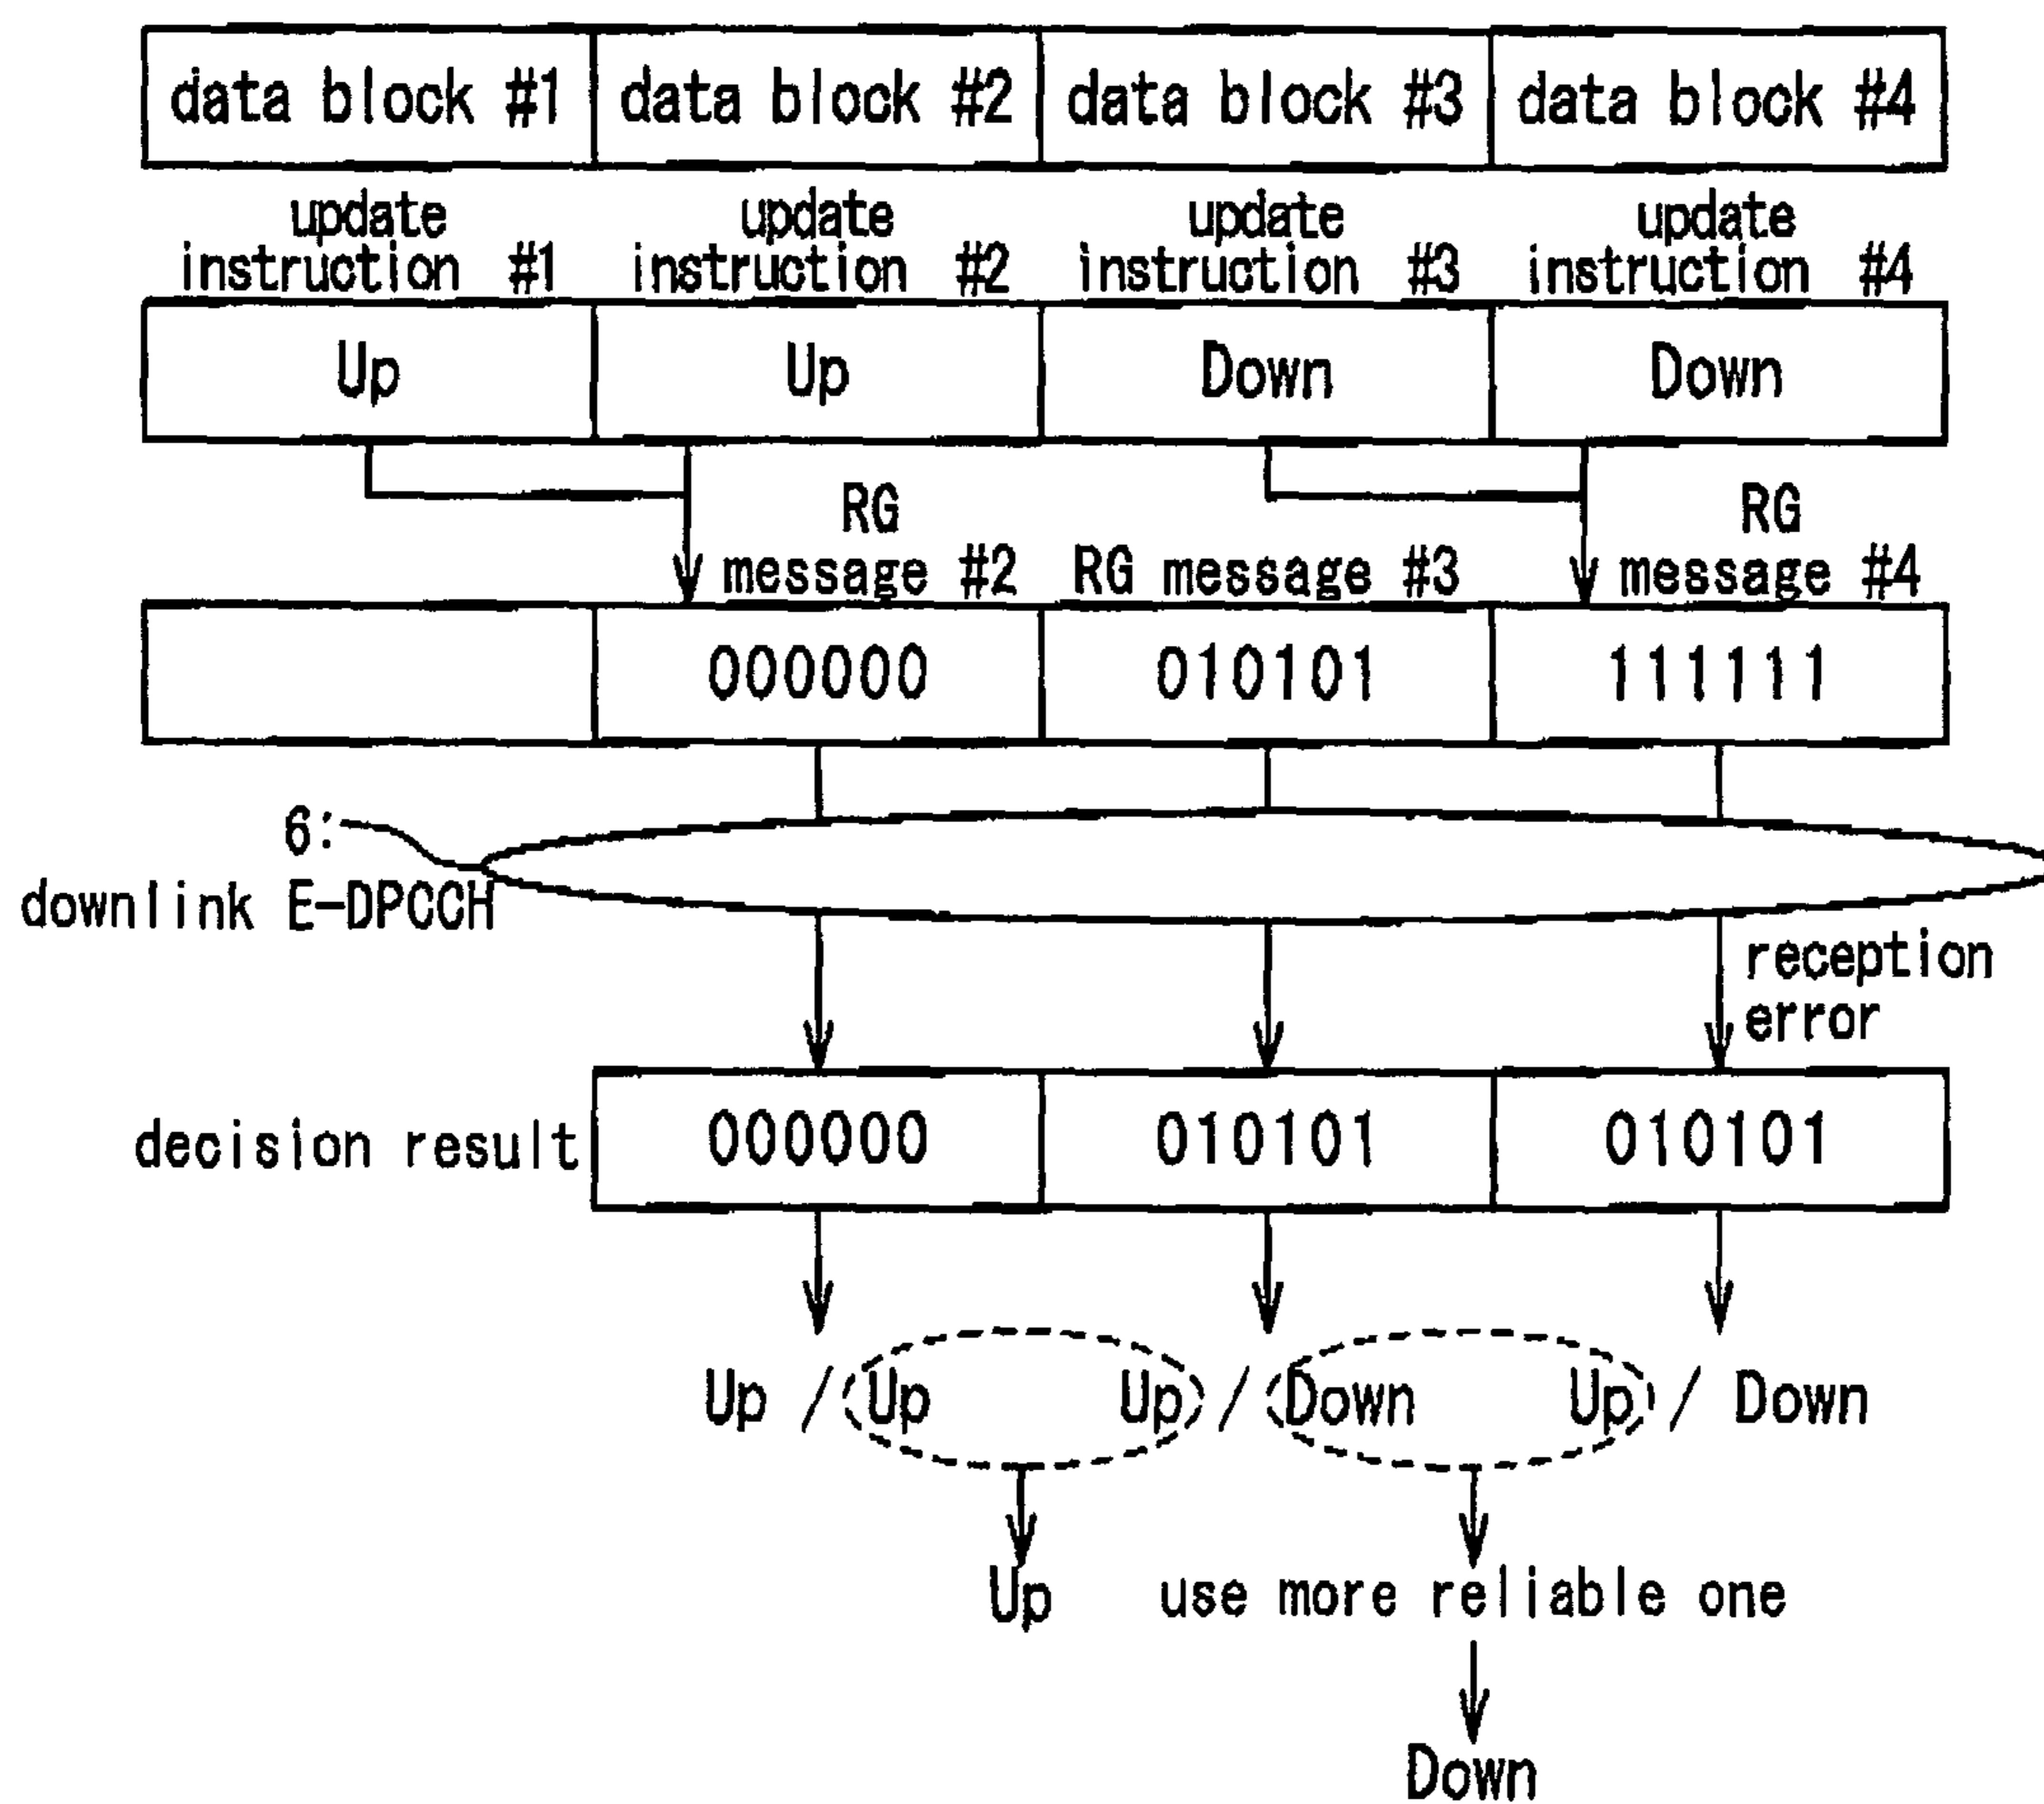 data block #1 data block #2 data block #3 data block #4
update update update update
instruction #1 instruction #2 instruction #3 instruction #4
Up Up Down Down
RG RG
message #2 RG message #3 message #4
000000 010101 111111
6:
downlink E-DPCCH
reception
error
decision result 000000 010101 010101
Up / Up Up / Down Up / Down
Up use more reliable one
Down